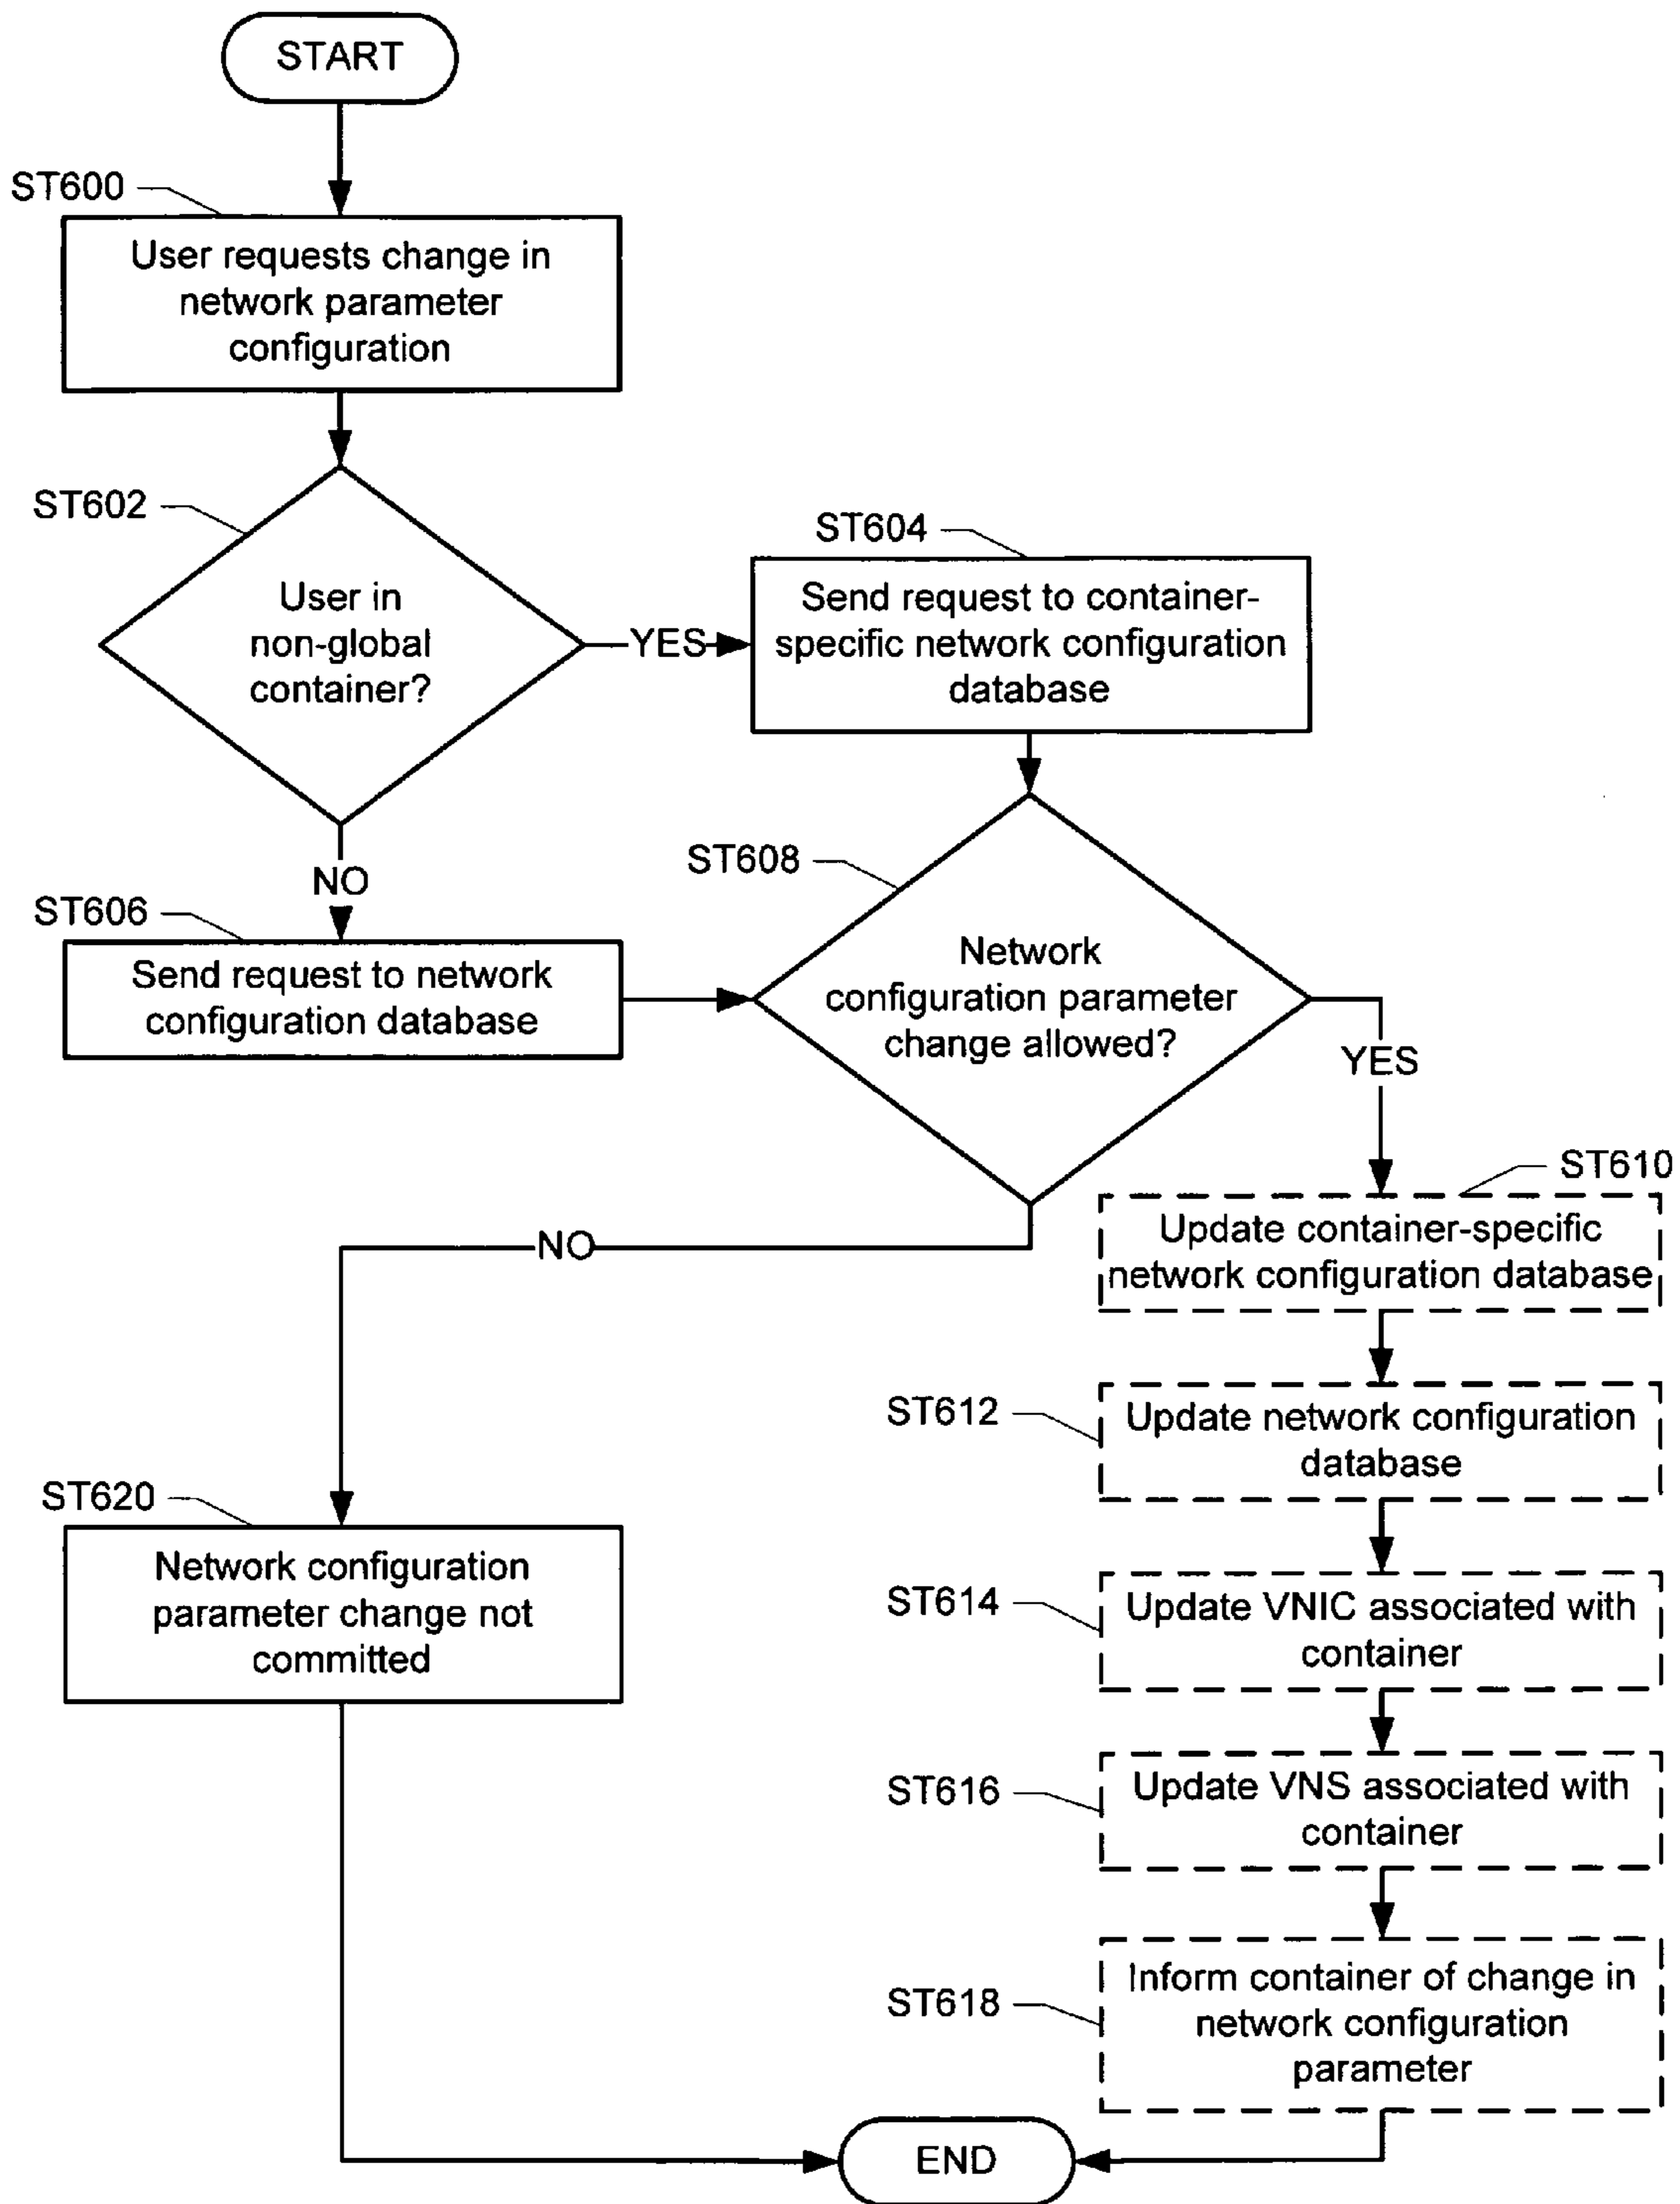 START
ST600
User requests change in
network parameter
configuration
ST602
User in
non-global
container?
YES
ST604
Send request to container-
specific network configuration
database
NO
ST606
Send request to network
configuration database
ST608
Network
configuration parameter
change allowed?
YES
NO
ST610
Update container-specific
network configuration database
ST612
Update network configuration
database
ST614
Update VNIC associated with
container
ST616
Update VNS associated with
container
ST618
Inform container of change in
network configuration
parameter
ST620
Network configuration
parameter change not
committed
END